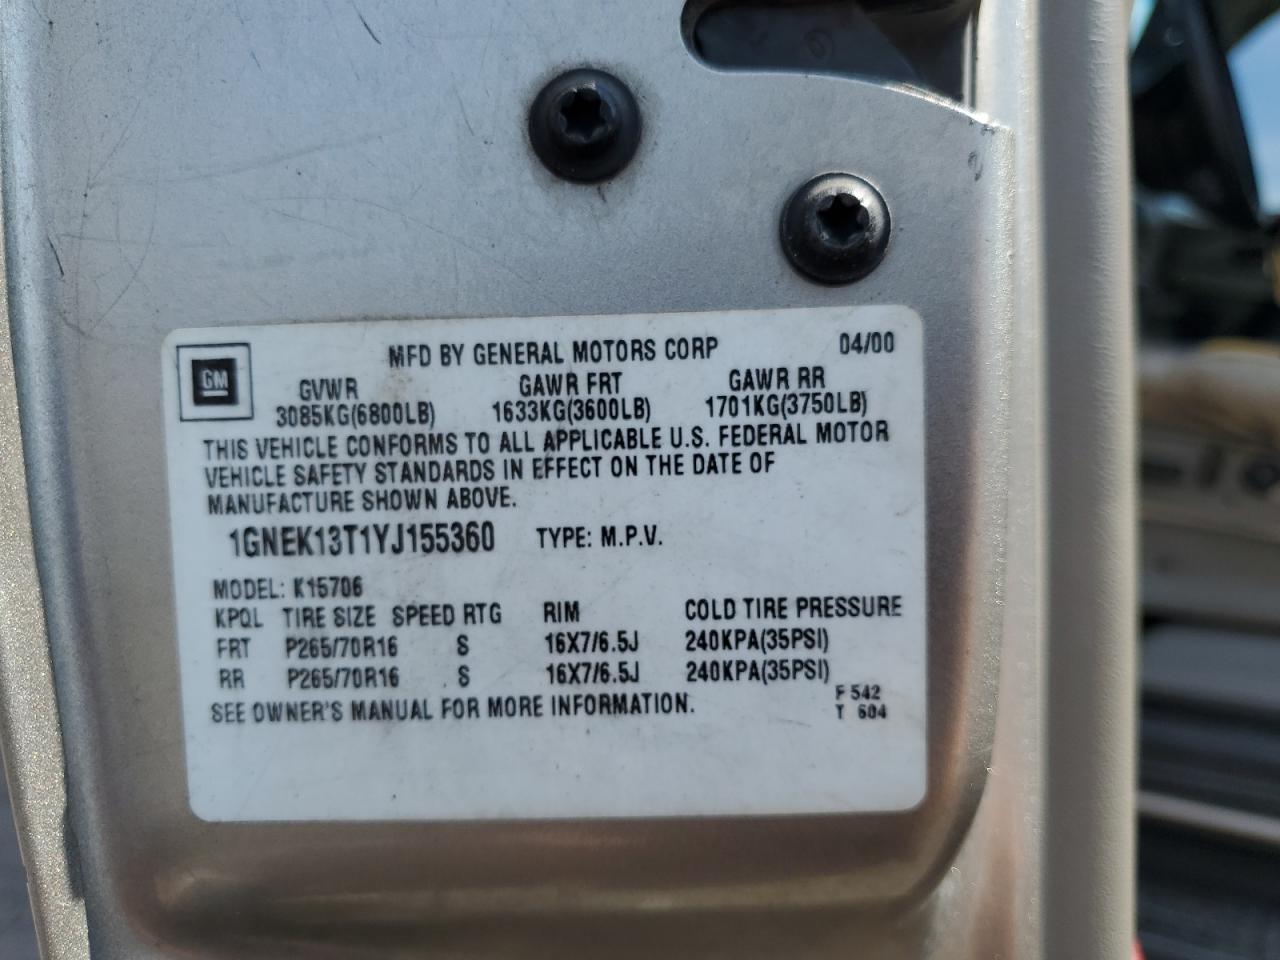 MFD BY GENERAL MOTORS CORP 04/00
GM
GVWR GAWR FRT GAWR RR
3085KG(6800LB) 1633KG(3600LB) 1701KG(3750LB)
THIS VEHICLE CONFORMS TO ALL APPLICABLE U.S. FEDERAL MOTOR
VEHICLE SAFETY STANDARDS IN EFFECT ON THE DATE OF
MANUFACTURE SHOWN ABOVE.
1GNEK13T1YJ155360 TYPE: M.P.V.
MODEL: K15706
KPQL TIRE SIZE SPEED RTG RIM COLD TIRE PRESSURE
FRT P265/70R16 S 16X7/6.5J 240KPA(35PSI)
RR P265/70R16 S 16X7/6.5J 240KPA(35PSI)
SEE OWNER'S MANUAL FOR MORE INFORMATION.
F 542
T 604